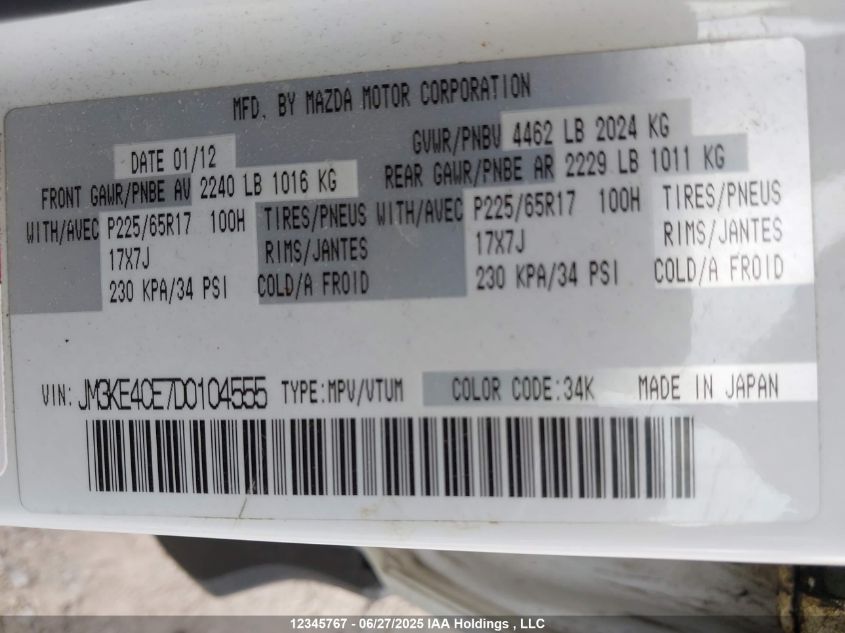 MFD. BY MAZDA MOTOR CORPORATION
DATE 01/12 GVWR/PNBV 4462 LB 2024 KG
FRONT GAWR/PNBE AV 2240 LB 1016 KG REAR GAWR/PNBE AR 2229 LB 1011 KG
WITH/AVEC P225/65R17 100H TIRES/PNEUS WITH/AVEC P225/65R17 100H TIRES/PNEUS
17X7J RIMS/JANTES 17X7J RIMS/JANTES
230 KPA/34 PSI COLD/A FROID 230 KPA/34 PSI COLD/A FROID
VIN: JM3KE4CE7D0104555 TYPE:MPV/VTUM COLOR CODE:34K MADE IN JAPAN
12345767 - 06/27/2025 IAA Holdings , LLC